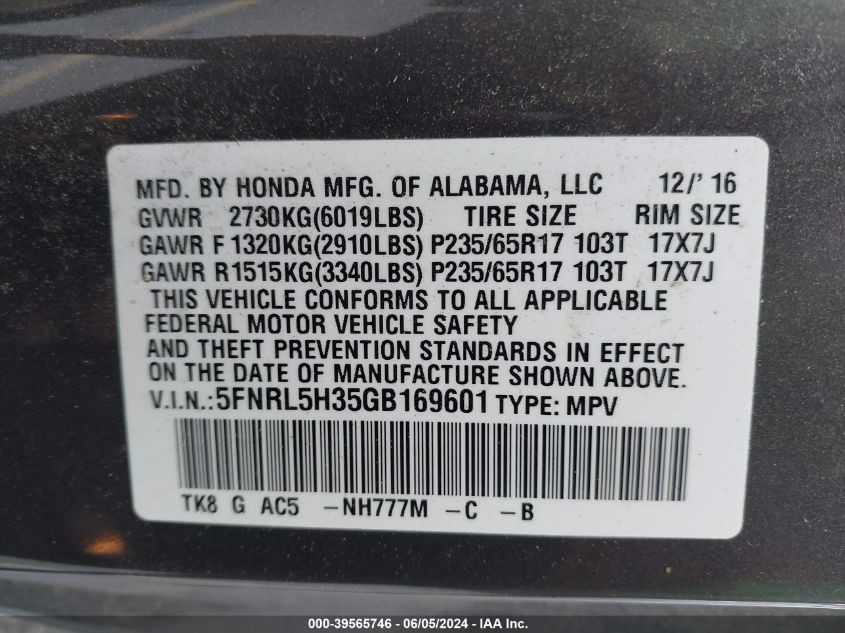 MFD. BY HONDA MFG. OF ALABAMA, LLC 12/'16
GVWR 2730KG(6019LBS) TIRE SIZE RIM SIZE
GAWR F 1320KG(2910LBS) P235/65R17 103T 17X7J
GAWR R1515KG(3340LBS) P235/65R17 103T 17X7J
THIS VEHICLE CONFORMS TO ALL APPLICABLE
FEDERAL MOTOR VEHICLE SAFETY
AND THEFT PREVENTION STANDARDS IN EFFECT
ON THE DATE OF MANUFACTURE SHOWN ABOVE.
V.I.N.:5FNRL5H35GB169601 TYPE: MPV
TK8 G AC5 -NH777M -C -B
000-39565746 - 06/05/2024 - IAA Inc.